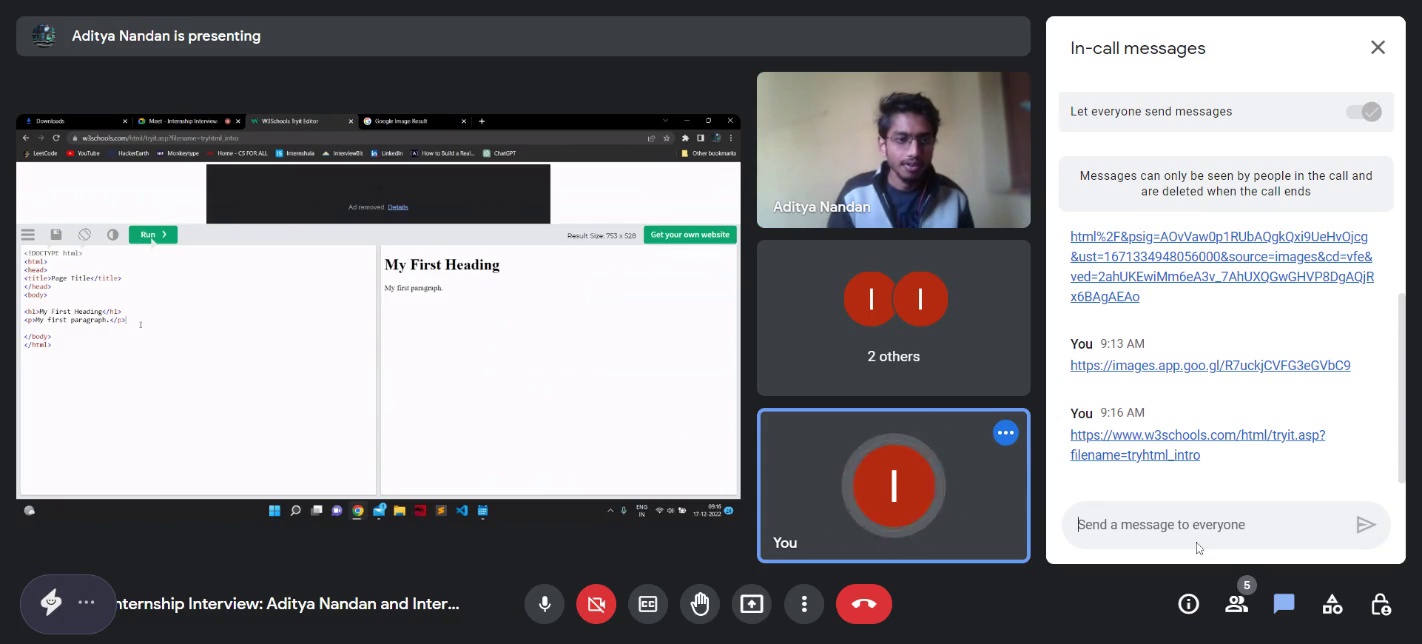 Aditya Nandan is presenting
Downloads
Meet - Internship Interview:
W3Schools Tryit Editor
Google Image Result
w3schools.com/html/tryit.asp?filename=tryhtml_intro
LeetCode
YouTube
HackerEarth
Monkeytype
Home - CS FOR ALL
Internshala
InterviewBit
LinkedIn
How to Build a Real...
ChatGPT
Other bookmarks
Ad removed. Details
Run
Result Size: 753 x 528
Get your own website
<!DOCTYPE html>
<html>
<head>
<title>Page Title</title>
</head>
<body>
<h1>My First Heading</h1>
<p>My first paragraph.</p>
</body>
</html>
My First Heading
My first paragraph.
ENG
IN
09:16
17-12-2022
Aditya Nandan
I
I
2 others
I
You
In-call messages
Let everyone send messages
Messages can only be seen by people in the call and
are deleted when the call ends
html%2F&psig=AOvVaw0p1RUbAQgkQxi9UeHvOjcg
&ust=1671334948056000&source=images&cd=vfe&
ved=2ahUKEwiMm6eA3v_7AhUXQGwGHVP8DgAQjR
x6BAgAEAo
You 9:13 AM
https://images.app.goo.gl/R7uckjCVFG3eGVbC9
You 9:16 AM
https://www.w3schools.com/html/tryit.asp?
filename=tryhtml_intro
Send a message to everyone
nternship Interview: Aditya Nandan and Inter...
CC
5